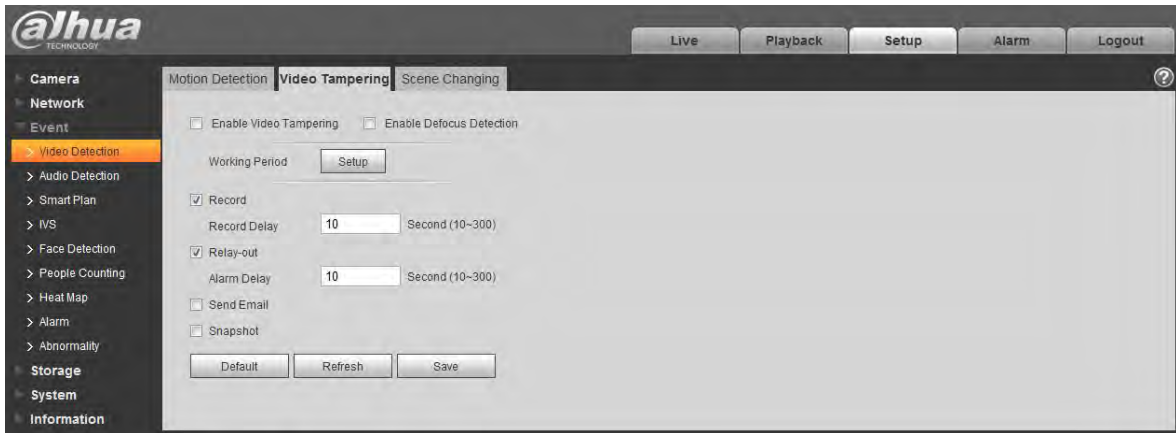 alhua
TECHNOLOGY
Live
Playback
Setup
Alarm
Logout
Camera
Network
Event
> Video Detection
> Audio Detection
> Smart Plan
> IVS
> Face Detection
> People Counting
> Heat Map
> Alarm
> Abnormality
Storage
System
Information
Motion Detection
Video Tampering
Scene Changing
?
Enable Video Tampering
Enable Defocus Detection
Working Period
Setup
Record
Record Delay
10
Second (10~300)
Relay-out
Alarm Delay
10
Second (10~300)
Send Email
Snapshot
Default
Refresh
Save